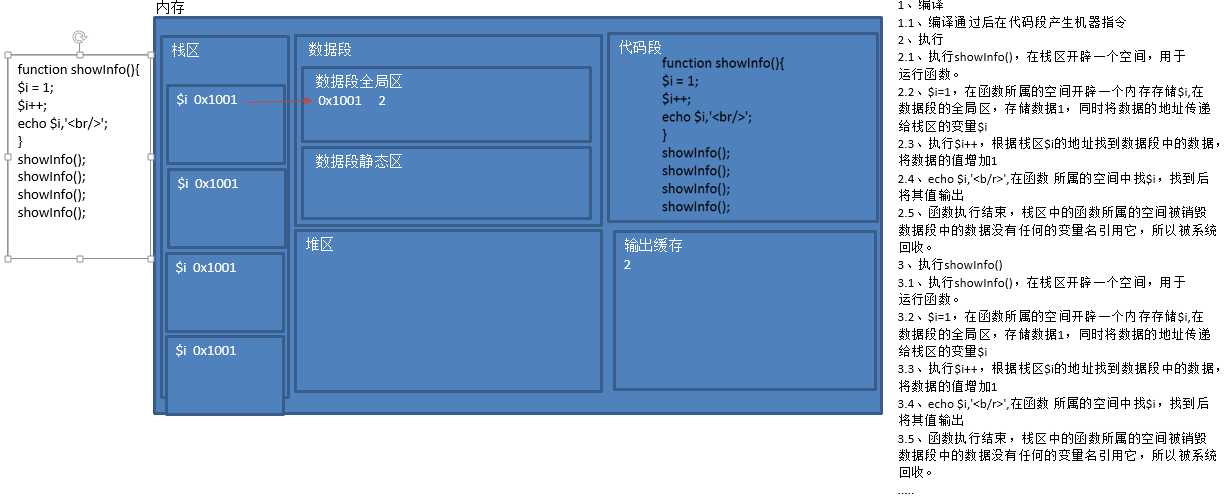 内存
function showInfo(){
$i = 1;
$i++;
echo $i,'<br/>';
}
showInfo();
showInfo();
showInfo();
showInfo();
栈区
$i 0x1001
$i 0x1001
$i 0x1001
$i 0x1001
数据段
数据段全局区
0x1001 2
数据段静态区
堆区
代码段
function showInfo(){
$i = 1;
$i++;
echo $i,'<br/>';
}
showInfo();
showInfo();
showInfo();
showInfo();
输出缓存
2
1、编译
1.1、编译通过后在代码段产生机器指令
2、执行
2.1、执行showInfo()，在栈区开辟一个空间，用于
运行函数。
2.2、$i=1，在函数所属的空间开辟一个内存存储$i,在
数据段的全局区，存储数据1，同时将数据的地址传递
给栈区的变量$i
2.3、执行$i++，根据栈区$i的地址找到数据段中的数据，
将数据的值增加1
2.4、echo $i,'<b/r>',在函数 所属的空间中找$i，找到后
将其值输出
2.5、函数执行结束，栈区中的函数所属的空间被销毁
数据段中的数据没有任何的变量名引用它，所以被系统
回收。
3、执行showInfo()
3.1、执行showInfo()，在栈区开辟一个空间，用于
运行函数。
3.2、$i=1，在函数所属的空间开辟一个内存存储$i,在
数据段的全局区，存储数据1，同时将数据的地址传递
给栈区的变量$i
3.3、执行$i++，根据栈区$i的地址找到数据段中的数据，
将数据的值增加1
3.4、echo $i,'<b/r>',在函数 所属的空间中找$i，找到后
将其值输出
3.5、函数执行结束，栈区中的函数所属的空间被销毁
数据段中的数据没有任何的变量名引用它，所以被系统
回收。
.....